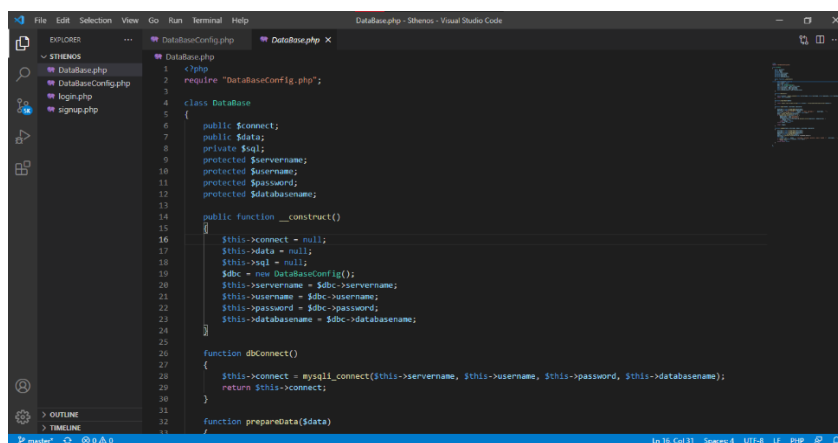 File Edit Selection View Go Run Terminal Help DataBase.php - Sthenos - Visual Studio Code
EXPLORER
STHENOS
DataBase.php
DataBaseConfig.php
login.php
signup.php
OUTLINE
TIMELINE
DataBaseConfig.php DataBase.php
DataBase.php
1 <?php
2 require "DataBaseConfig.php";
3
4 class DataBase
5 {
6 public $connect;
7 public $data;
8 private $sql;
9 protected $servername;
10 protected $username;
11 protected $password;
12 protected $databasename;
13
14 public function __construct()
15 {
16 $this->connect = null;
17 $this->data = null;
18 $this->sql = null;
19 $dbc = new DataBaseConfig();
20 $this->servername = $dbc->servername;
21 $this->username = $dbc->username;
22 $this->password = $dbc->password;
23 $this->databasename = $dbc->databasename;
24 }
25
26 function dbConnect()
27 {
28 $this->connect = mysqli_connect($this->servername, $this->username, $this->password, $this->databasename);
29 return $this->connect;
30 }
31
32 function prepareData($data)
33 {
master* 0 0 Ln 16, Col 31 Spaces: 4 UTF-8 LF PHP